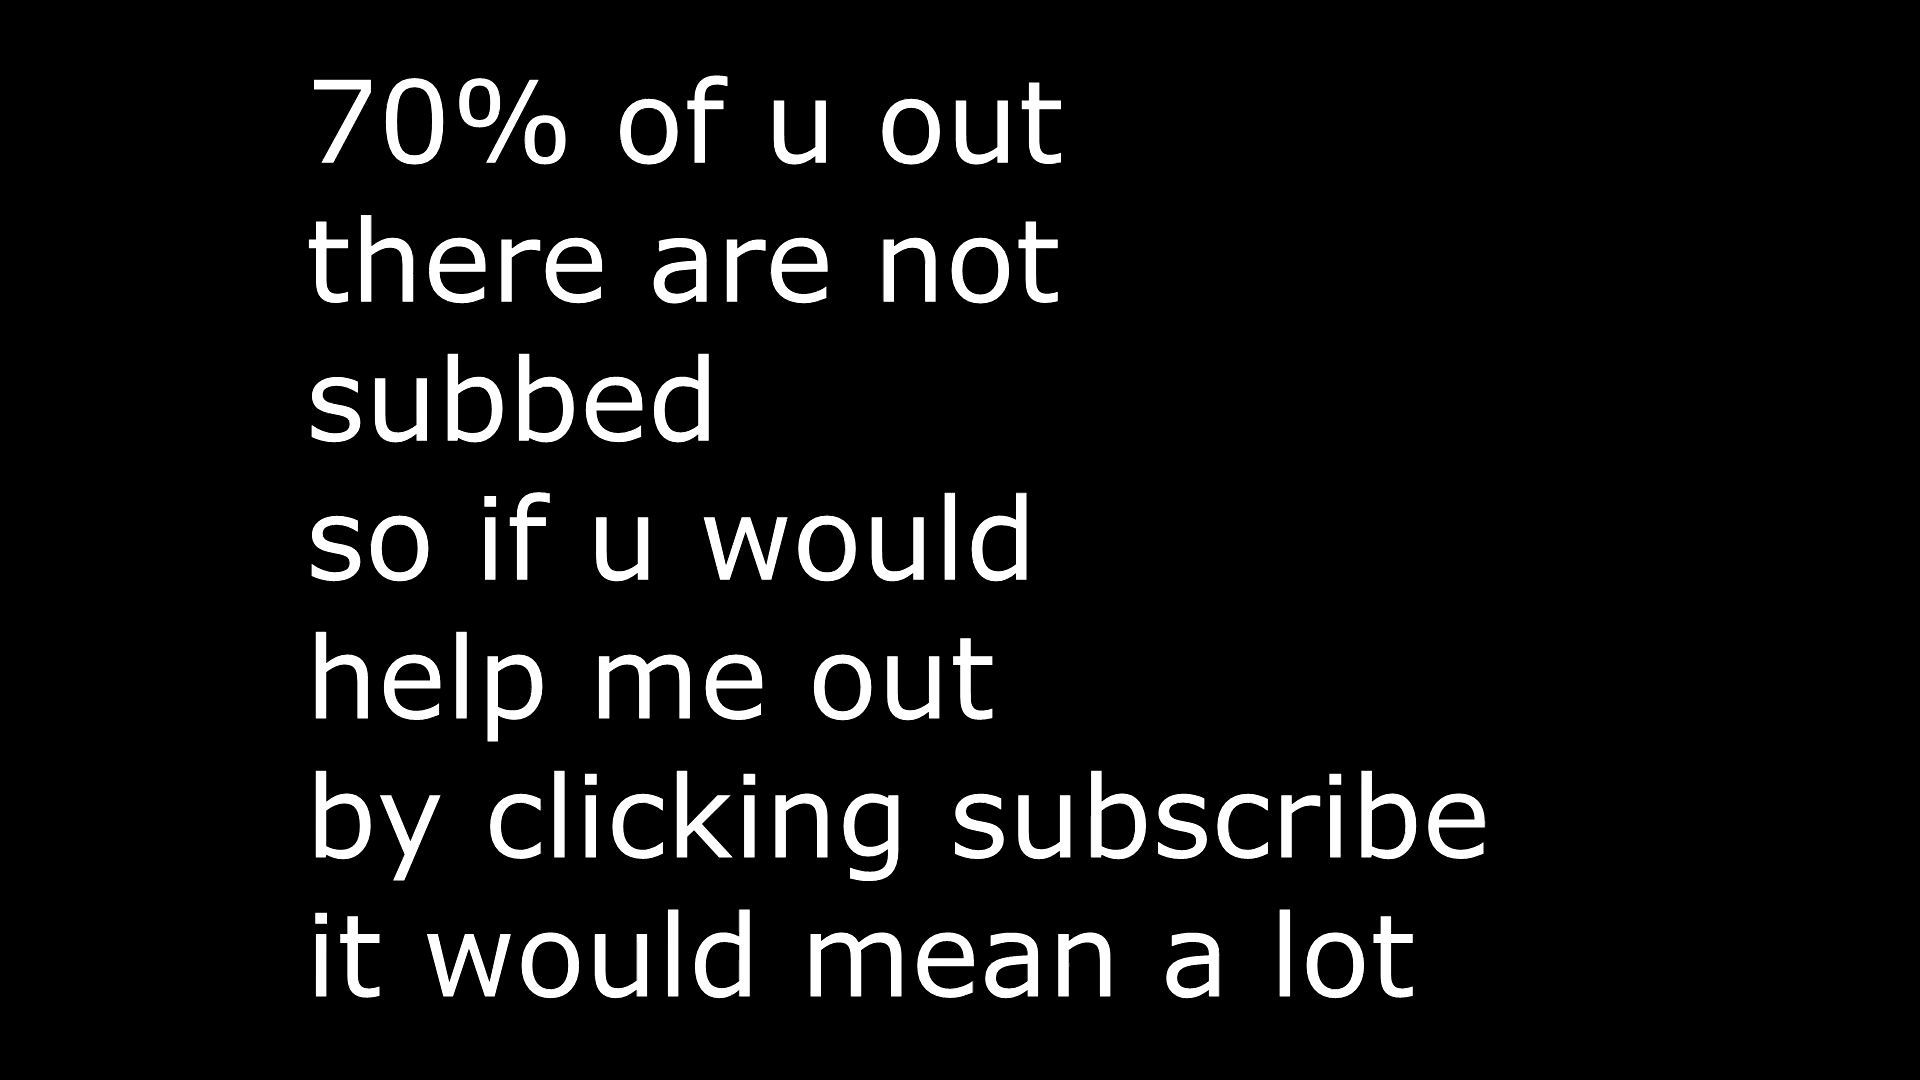 70% of u out
there are not
subbed
so if u would
help me out
by clicking subscribe
it would mean a lot